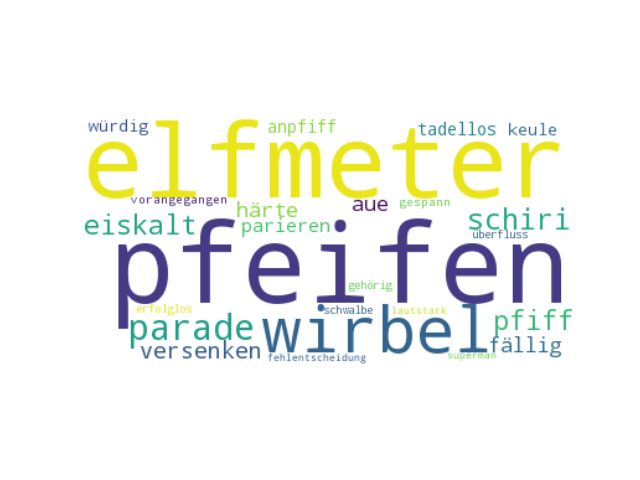 würdig anpfiff tadellos keule
elfmeter
vorangegangen härte aue gespann
eiskalt parieren schiri
überfluss
pfeifen
gehörig
erfolglos schwalbe lautstark
parade wirbel pfiff
versenken fällig
fehlentscheidung superman